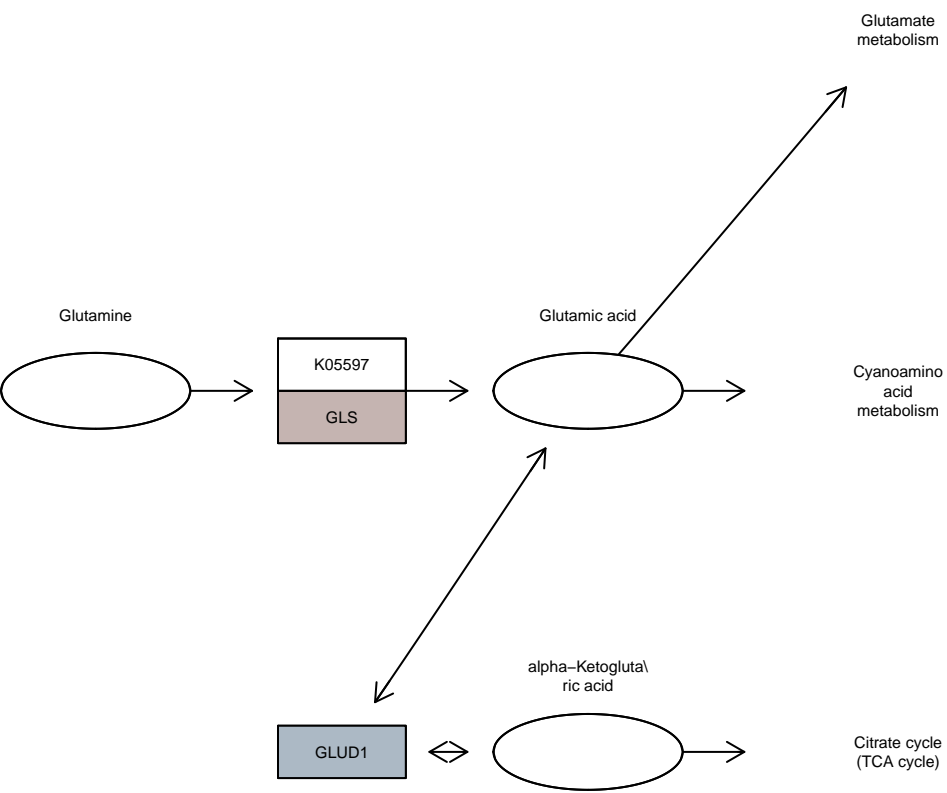 Glutamate
metabolism
Glutamine
Glutamic acid
K05597
GLS
Cyanoamino
acid
metabolism
alpha−Ketogluta\
ric acid
GLUD1
Citrate cycle
(TCA cycle)